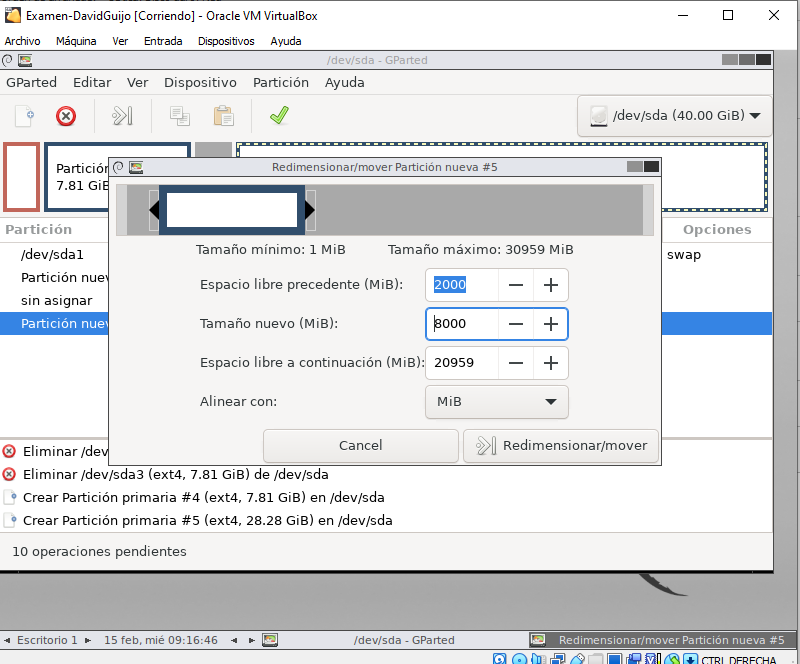 Examen-DavidGuijo [Corriendo] - Oracle VM VirtualBox
Archivo Máquina Ver Entrada Dispositivos Ayuda
/dev/sda - GParted
GParted Editar Ver Dispositivo Partición Ayuda
/dev/sda (40.00 GiB)
Partición
7.81 GiB
Redimensionar/mover Partición nueva #5
Partición
Opciones
Tamaño mínimo: 1 MiB Tamaño máximo: 30959 MiB
/dev/sda1
swap
Partición nuev
Espacio libre precedente (MiB): 2000
sin asignar
Partición nuev
Tamaño nuevo (MiB): 8000
Espacio libre a continuación (MiB): 20959
Alinear con: MiB
Cancel Redimensionar/mover
Eliminar /dev
Eliminar /dev/sda3 (ext4, 7.81 GiB) de /dev/sda
Crear Partición primaria #4 (ext4, 7.81 GiB) en /dev/sda
Crear Partición primaria #5 (ext4, 28.28 GiB) en /dev/sda
10 operaciones pendientes
Escritorio 1 15 feb, mié 09:16:46 /dev/sda - GParted Redimensionar/mover Partición nueva #5
CTRL DERECHA